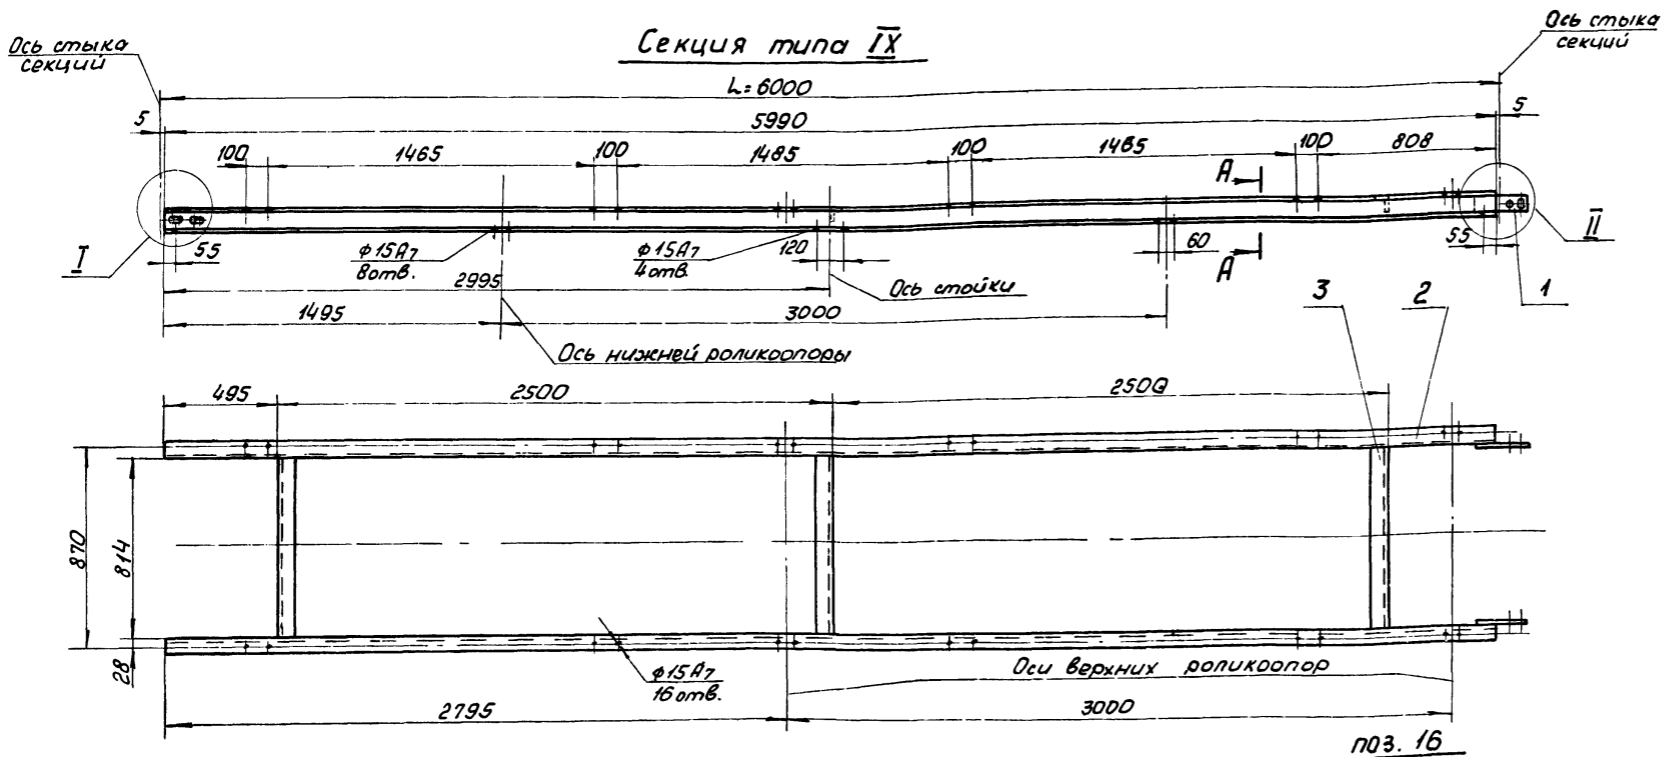 Секция типа IX
Ось стыка
секций
Ось стыка
секций
L=6000
5
5990
5
100
1465
100
1485
100
1465
100
808
А
I
55
ф15А7
8отв.
ф15А7
4отв.
120
60
А
55
II
2995
Ось стойки
3
2
1
1495
3000
Ось нижней роликоопоры
495
2500
2500
870
814
28
ф15А7
16отв.
Оси верхних роликоопор
2795
3000
поз. 16